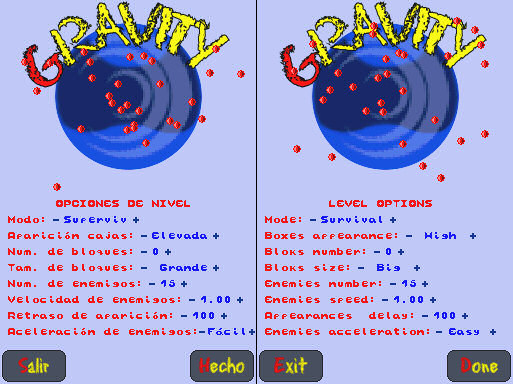 GRAVITY
OPCIONES DE NIVEL
Modo: - Superviv +
Aparición cajas: - Elevada +
Num. de bloques: - 0 +
Tam. de bloques: - Grande +
Num. de enemigos: - 15 +
Velocidad de enemigos: - 1.00 +
Retraso de aparición: - 100 +
Aceleración de enemigos: - Fácil +
Salir
Hecho
GRAVITY
LEVEL OPTIONS
Mode: - Survival +
Boxes appearance: - High +
Bloks number: - 0 +
Bloks size: - Big +
Enemies number: - 15 +
Enemies speed: - 1.00 +
Appearances delay: - 100 +
Enemies acceleration: - Easy +
Exit
Done